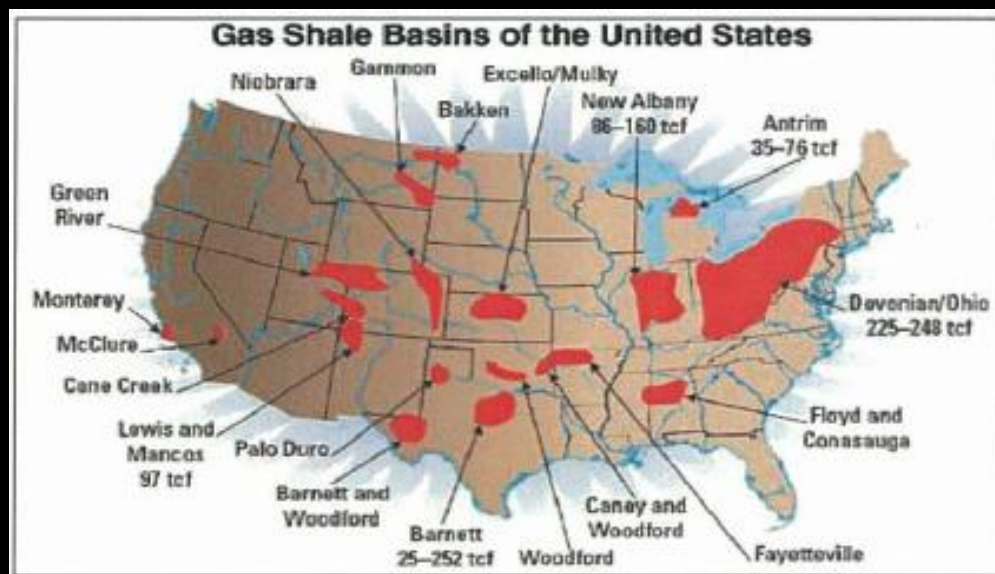 Gas Shale Basins of the United States
Gammon
Excello/Mulky
Niobrara
Bakken
New Albany
86–160 tcf
Antrim
35–76 tcf
Green
River
Monterey
McClure
Cane Creek
Devonian/Ohio
225–248 tcf
Lewis and
Mancos
97 tcf
Palo Duro
Barnett and
Woodford
Barnett
25–252 tcf
Woodford
Caney and
Woodford
Fayetteville
Floyd and
Conasauga